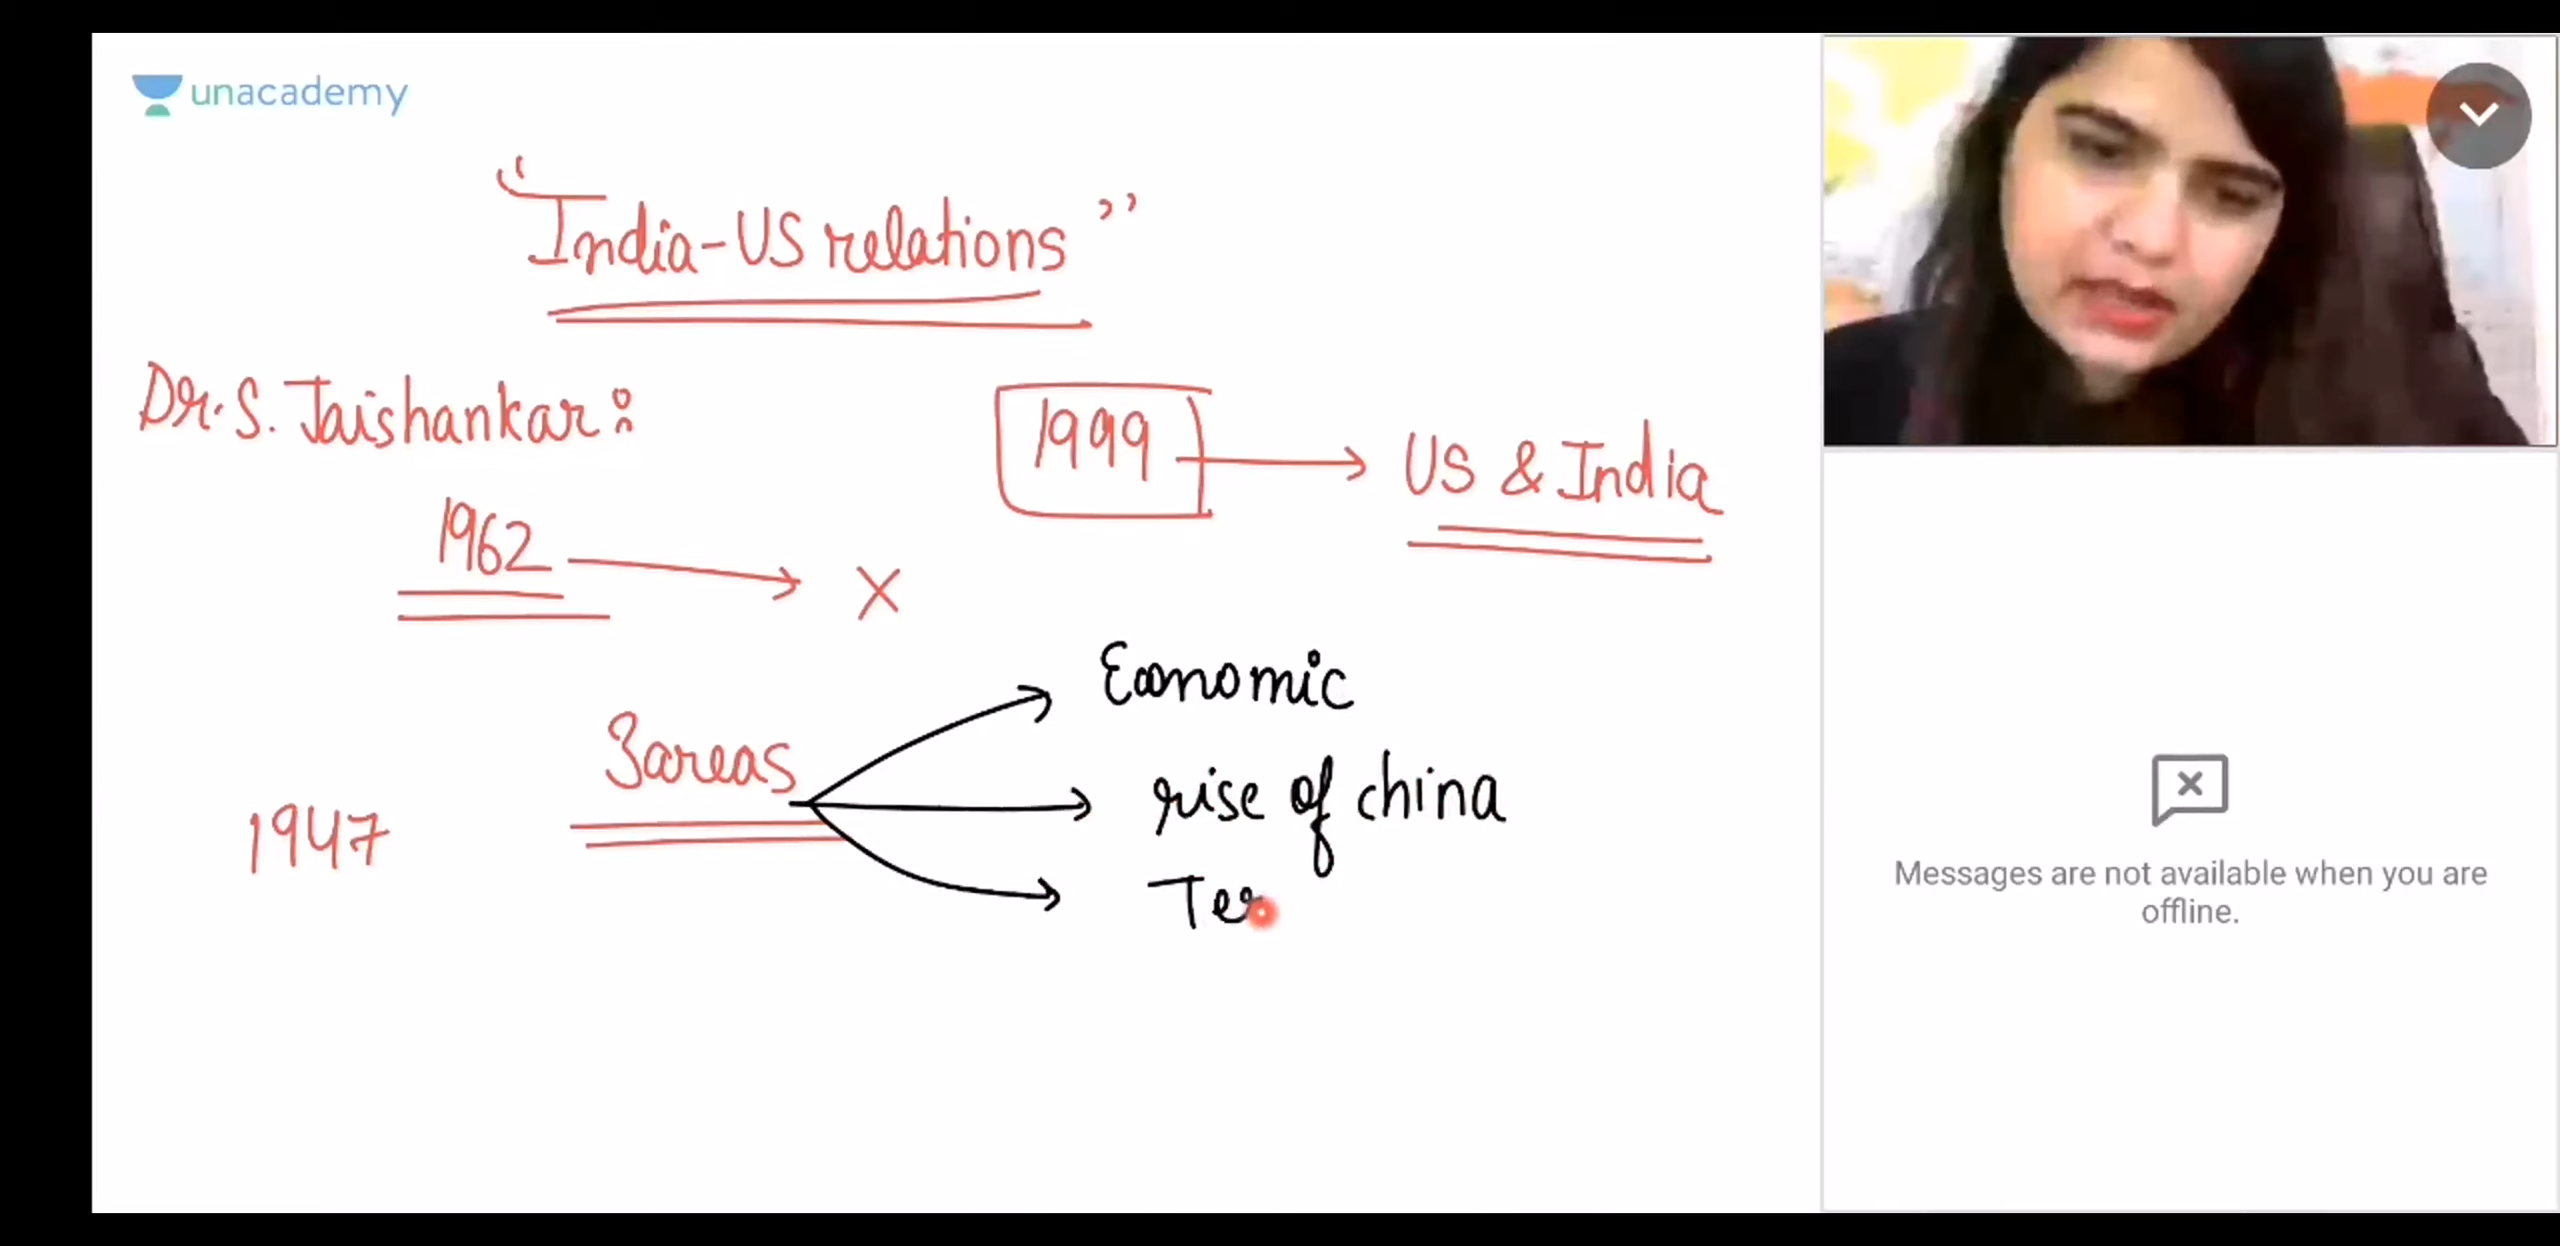 unacademy
"India-US relations"
Dr. S. Jaishankar:
1999 → US & India
1962 → X
Economic
3areas
rise of china
1947
Ter
Messages are not available when you are
offline.